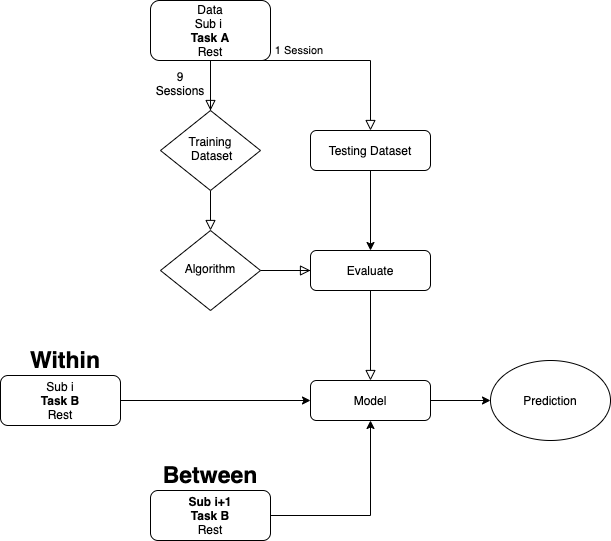 Data
Sub i
Task A
Rest
1 Session
9
Sessions
Training
Dataset
Testing Dataset
Algorithm
Evaluate
Within
Sub i
Task B
Rest
Model
Prediction
Between
Sub i+1
Task B
Rest